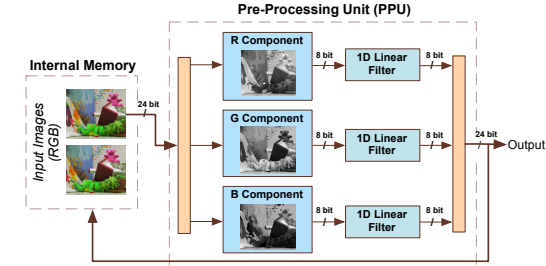 Pre-Processing Unit (PPU)
Internal Memory
Input Images
(RGB)
24 bit
R Component
8 bit
1D Linear
Filter
8 bit
G Component
8 bit
1D Linear
Filter
8 bit
24 bit
Output
B Component
8 bit
1D Linear
Filter
8 bit